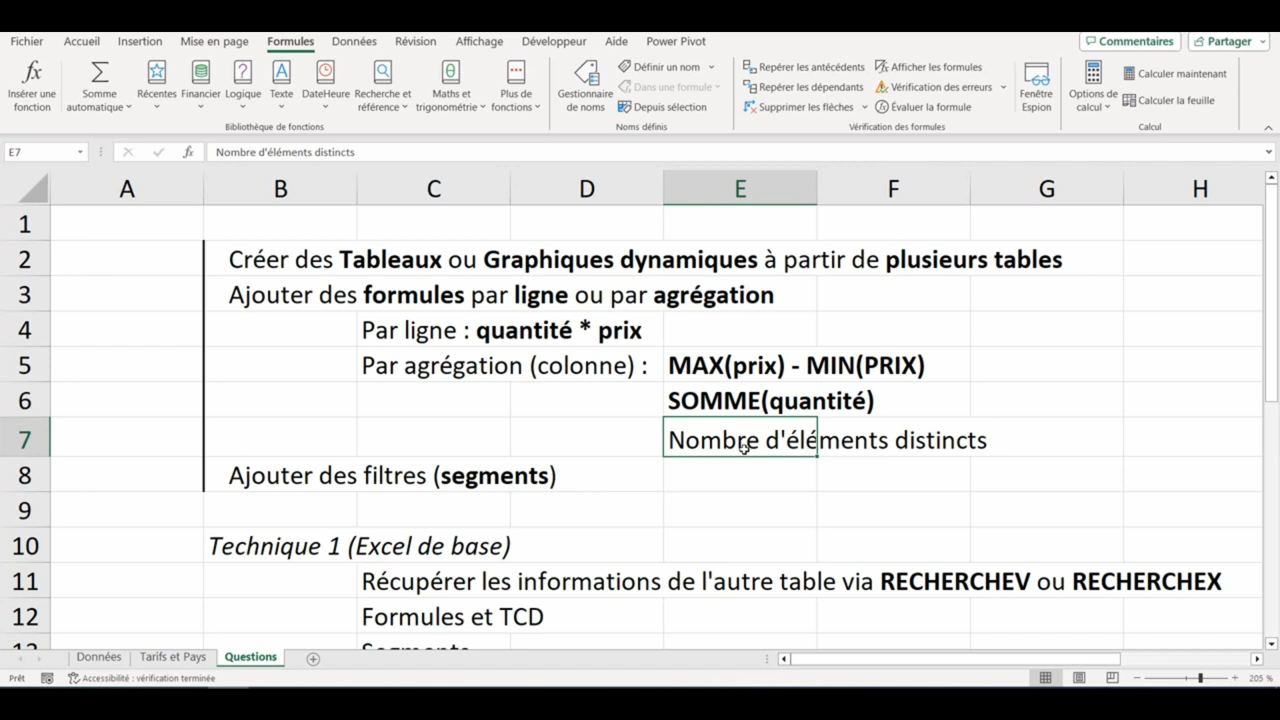 Fichier Accueil Insertion Mise en page Formules Données Révision Affichage Développeur Aide Power Pivot Commentaires Partager
Insérer une fonction
Somme automatique
Récentes
Financier
Logique
Texte
DateHeure
Recherche et référence
Maths et trigonométrie
Plus de fonctions
Bibliothèque de fonctions
Gestionnaire de noms
Définir un nom
Dans une formule
Depuis sélection
Noms définis
Repérer les antécédents
Repérer les dépendants
Supprimer les flèches
Afficher les formules
Vérification des erreurs
Évaluer la formule
Vérification des formules
Fenêtre Espion
Options de calcul
Calculer maintenant
Calculer la feuille
Calcul
E7 fx Nombre d'éléments distincts
A B C D E F G H
1
2 Créer des Tableaux ou Graphiques dynamiques à partir de plusieurs tables
3 Ajouter des formules par ligne ou par agrégation
4 Par ligne : quantité * prix
5 Par agrégation (colonne) : MAX(prix) - MIN(PRIX)
6 SOMME(quantité)
7 Nombre d'éléments distincts
8 Ajouter des filtres (segments)
9
10 Technique 1 (Excel de base)
11 Récupérer les informations de l'autre table via RECHERCHEV ou RECHERCHEX
12 Formules et TCD
13 Segments
Données Tarifs et Pays Questions
Prêt Accessibilité : vérification terminée 205 %